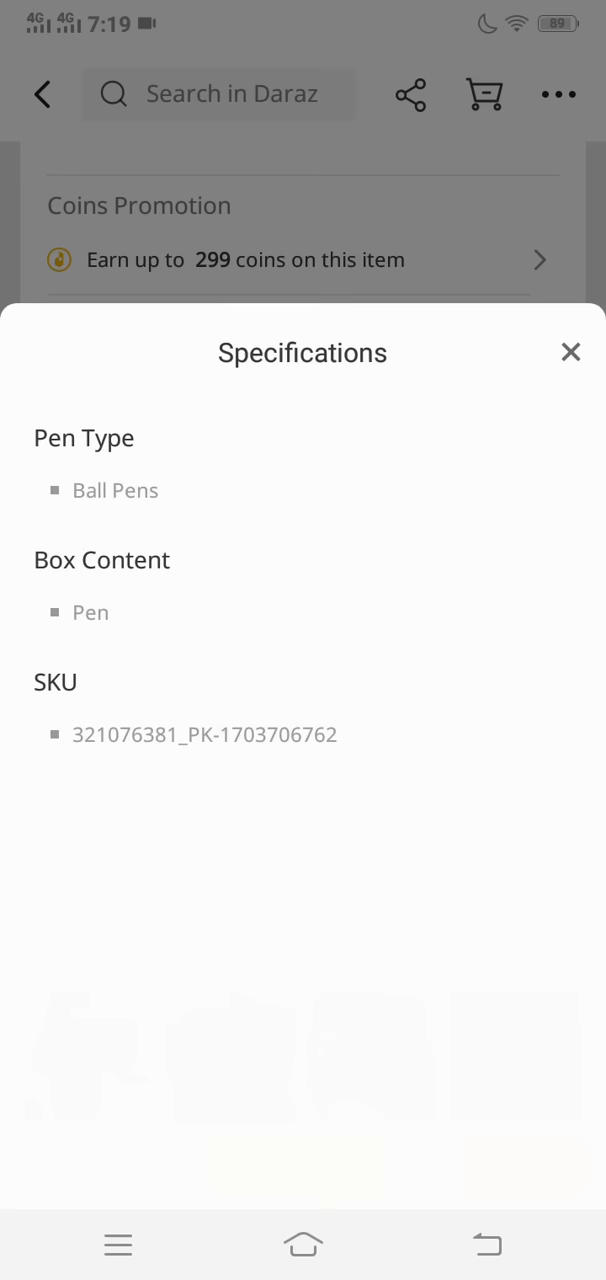 4G 4G 7:19 89
Search in Daraz
Coins Promotion
Earn up to 299 coins on this item
Specifications
Pen Type
Ball Pens
Box Content
Pen
SKU
321076381_PK-1703706762